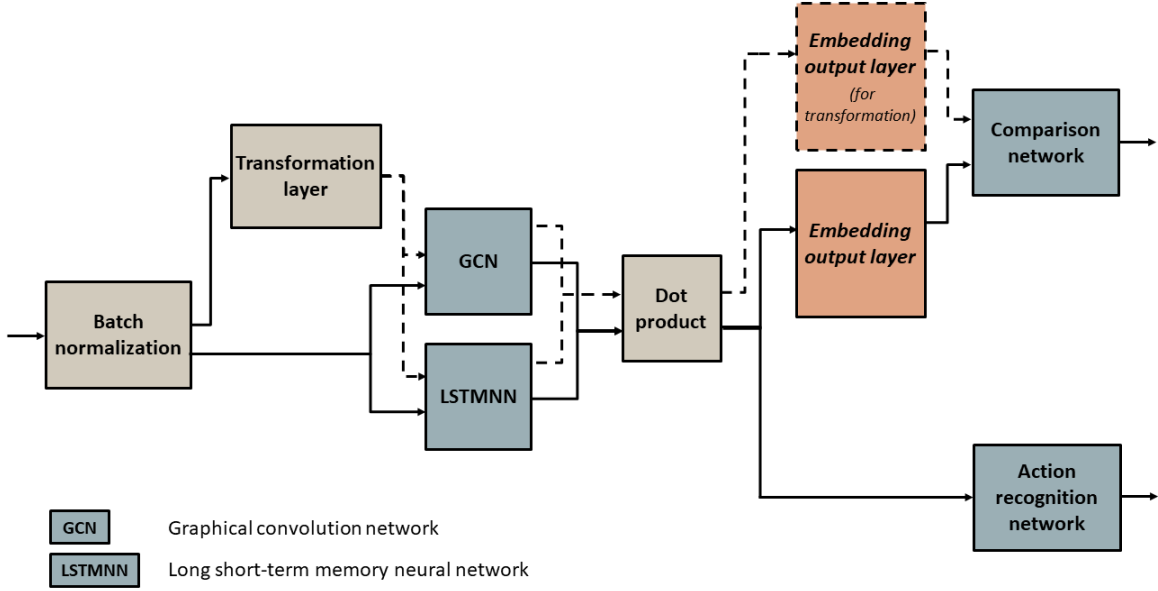 Embedding
output layer
(for
transformation)
Comparison
network
Transformation
layer
Embedding
output layer
GCN
Dot
product
Batch
normalization
LSTMNN
Action
recognition
network
GCN
Graphical convolution network
LSTMNN
Long short-term memory neural network